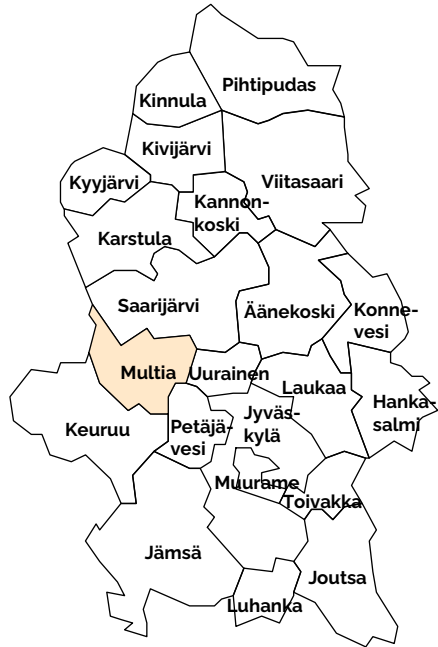 Pihtipudas
Kinnula
Kivijärvi
Kyyjärvi
Viitasaari
Kannon-
koski
Karstula
Saarijärvi
Äänekoski
Konne-
vesi
Multia
Uurainen
Laukaa
Hanka-
salmi
Keuruu
Petäjä-
vesi
Jyväs-
kylä
Muurame
Toivakka
Jämsä
Joutsa
Luhanka